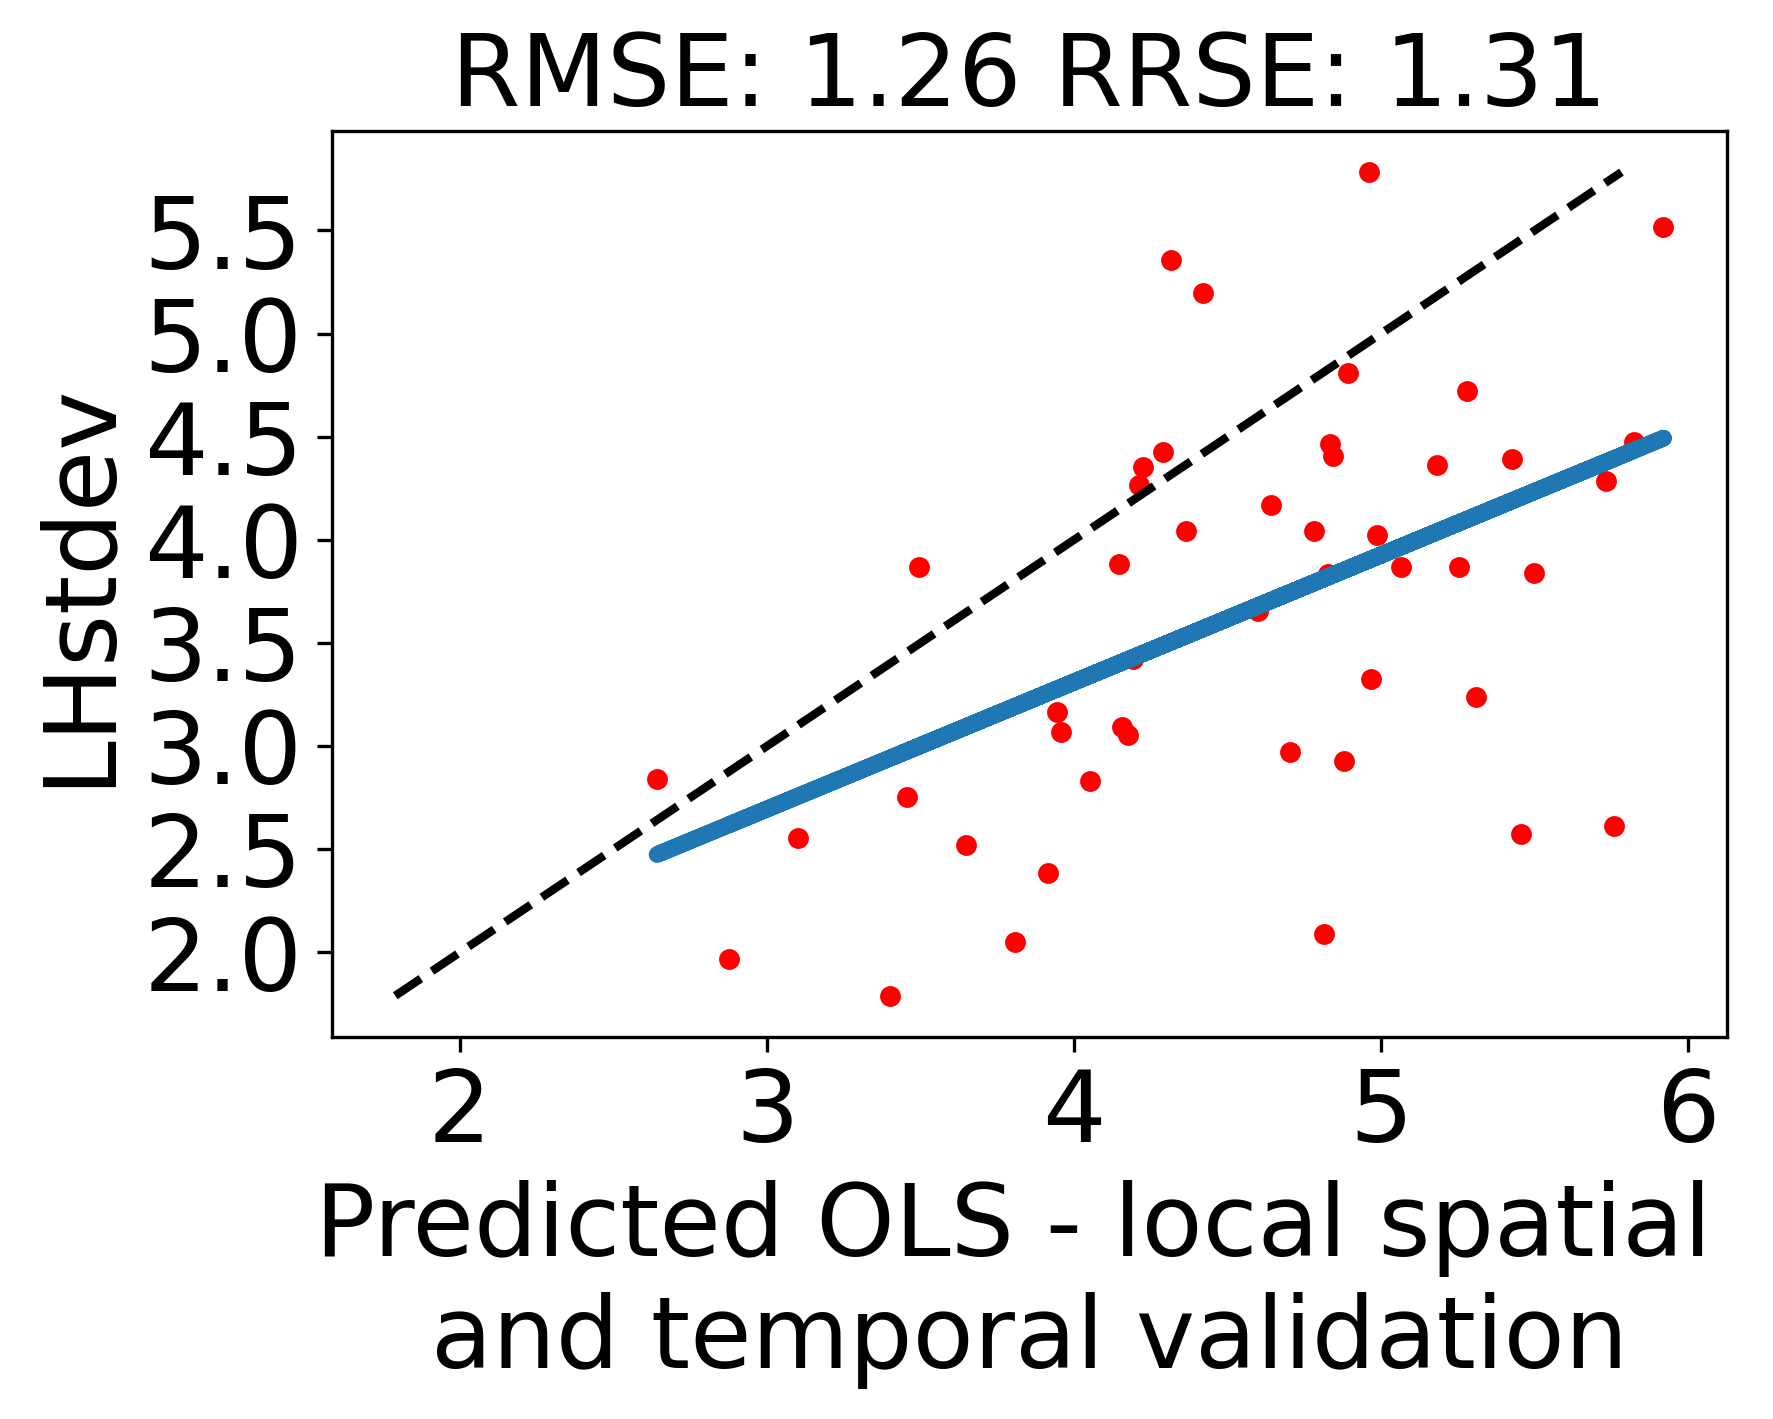 RMSE: 1.26 RRSE: 1.31
LHstdev
5.5
5.0
4.5
4.0
3.5
3.0
2.5
2.0
2 3 4 5 6
Predicted OLS - local spatial
and temporal validation